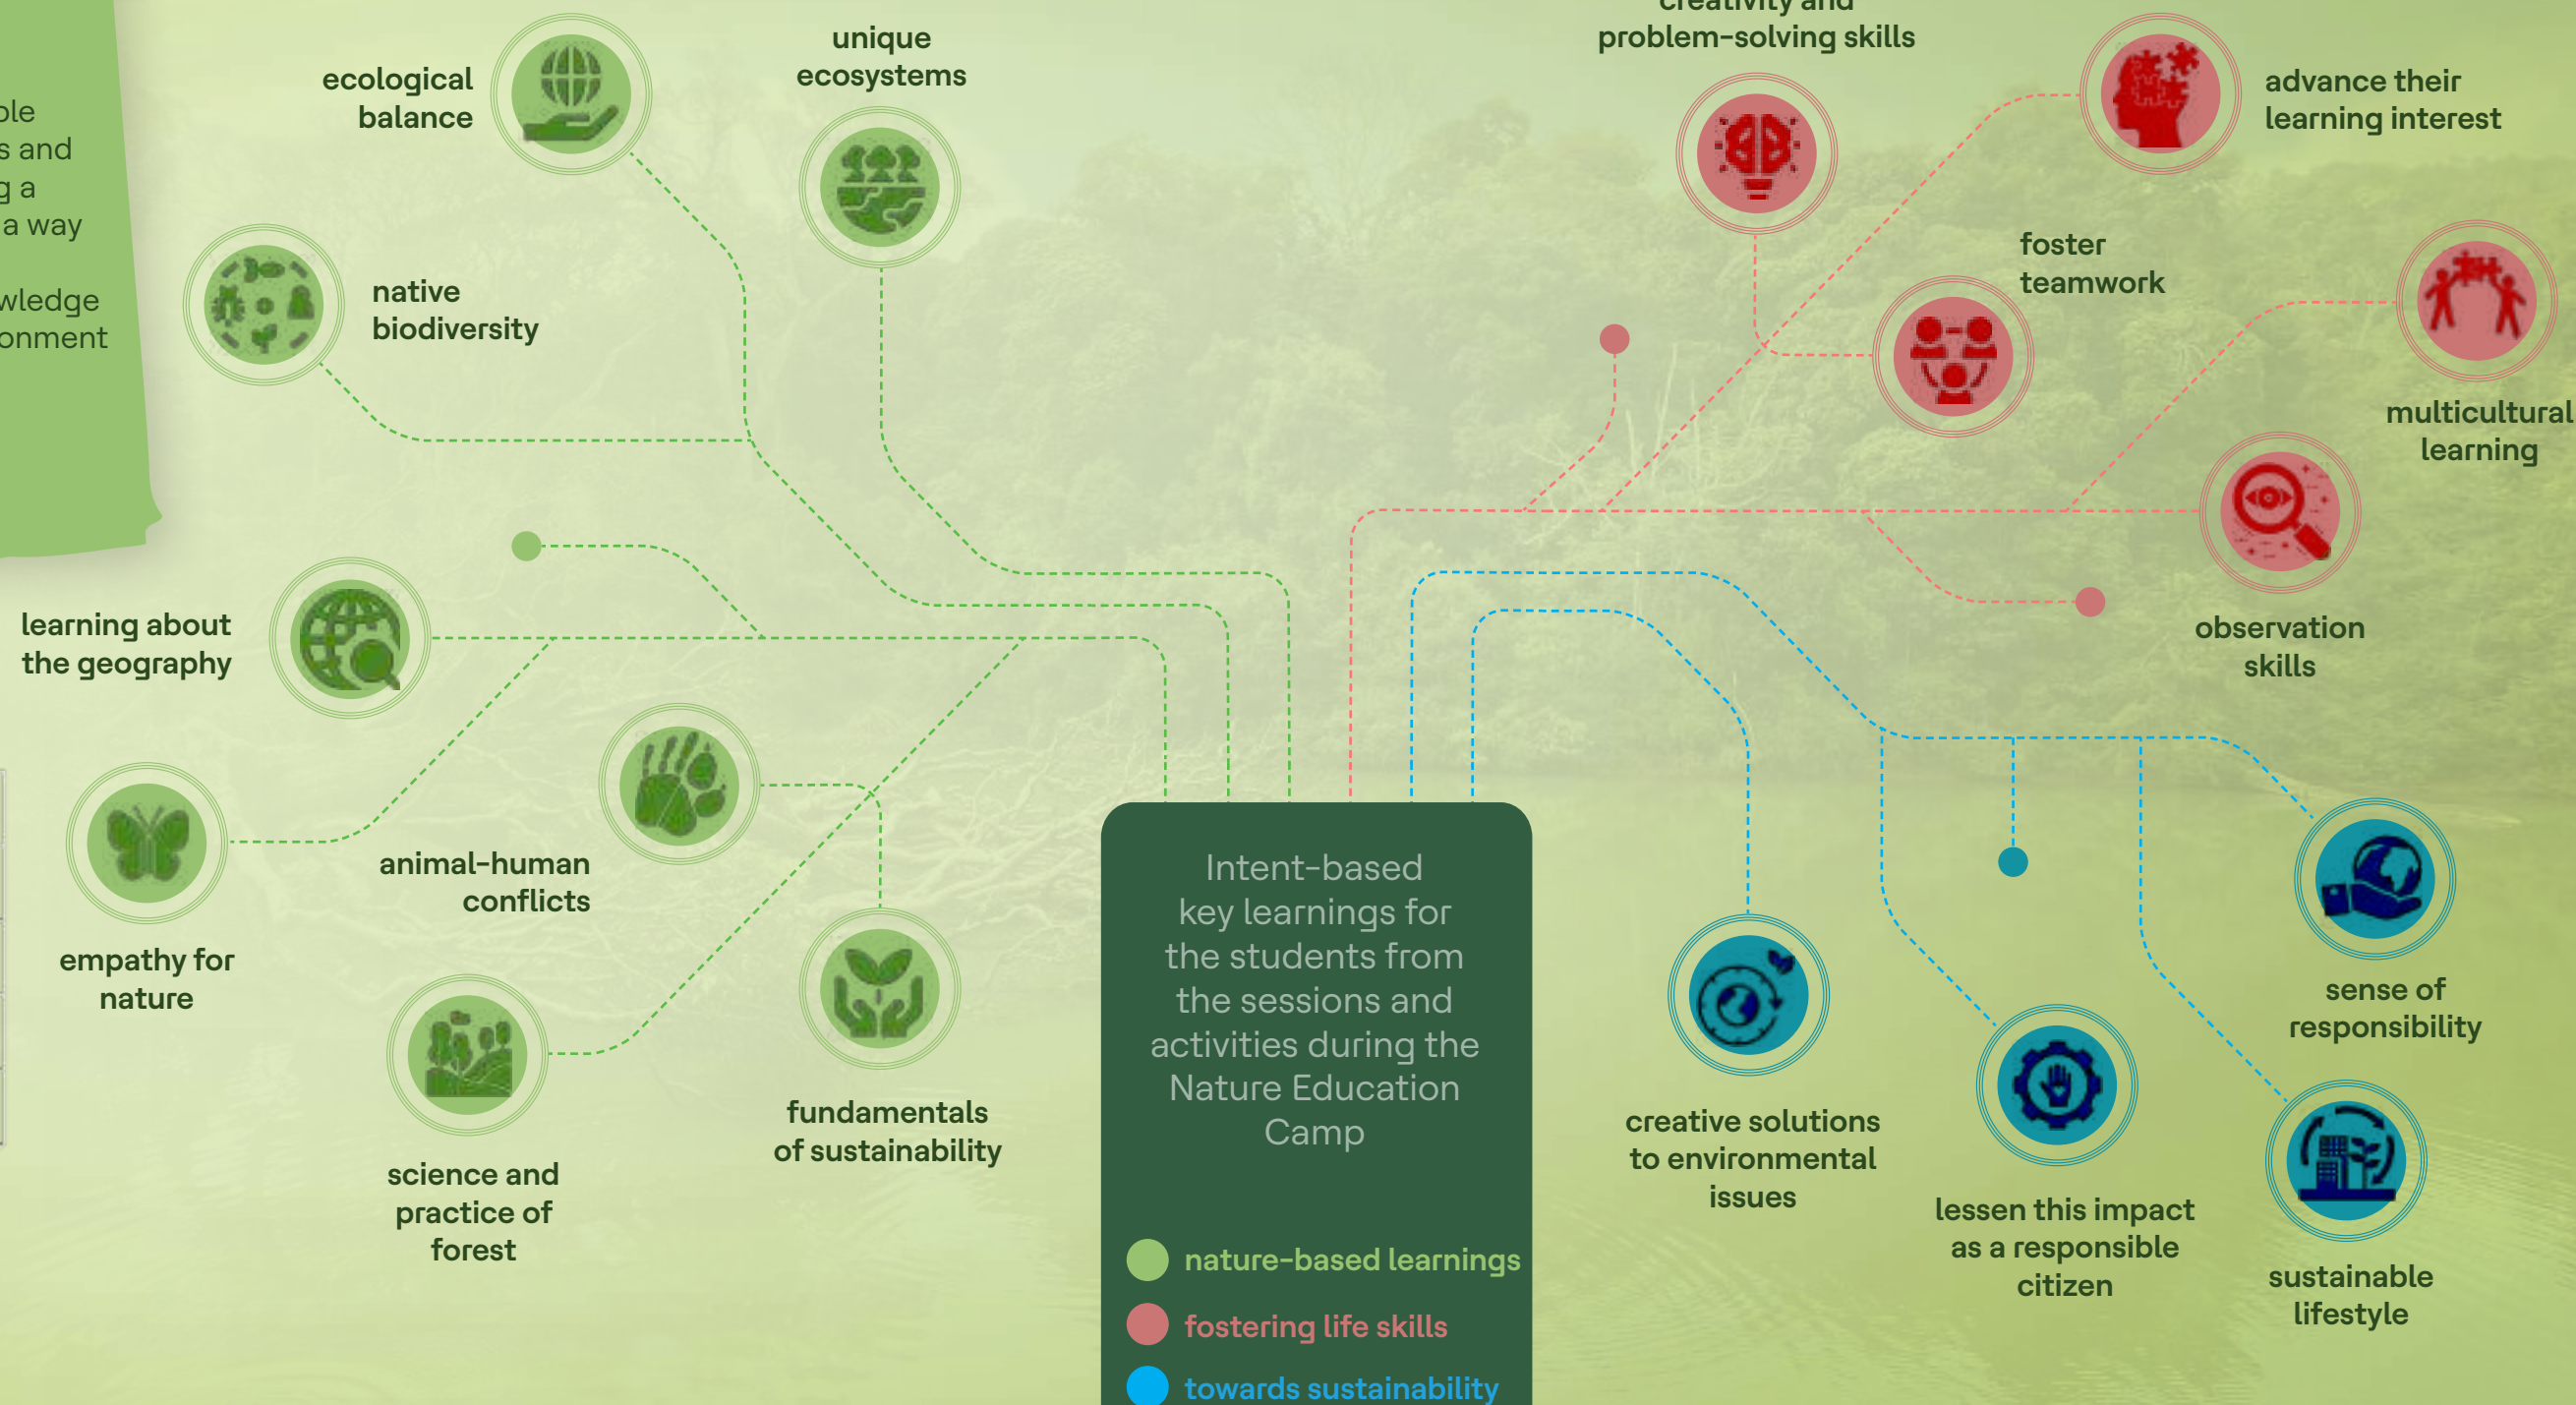 s and
g a
a way
ecological
balance
unique
ecosystems
native
biodiversity
learning about
the geography
empathy for
nature
animal-human
conflicts
science and
practice of
forest
fundamentals
of sustainability
creativity and
problem-solving skills
advance their
learning interest
foster
teamwork
multicultural
learning
observation
skills
Intent-based
key learnings for
the students from
the sessions and
activities during the
Nature Education
Camp
nature-based learnings
fostering life skills
towards sustainability
creative solutions
to environmental
issues
lessen this impact
as a responsible
citizen
sense of
responsibility
sustainable
lifestyle